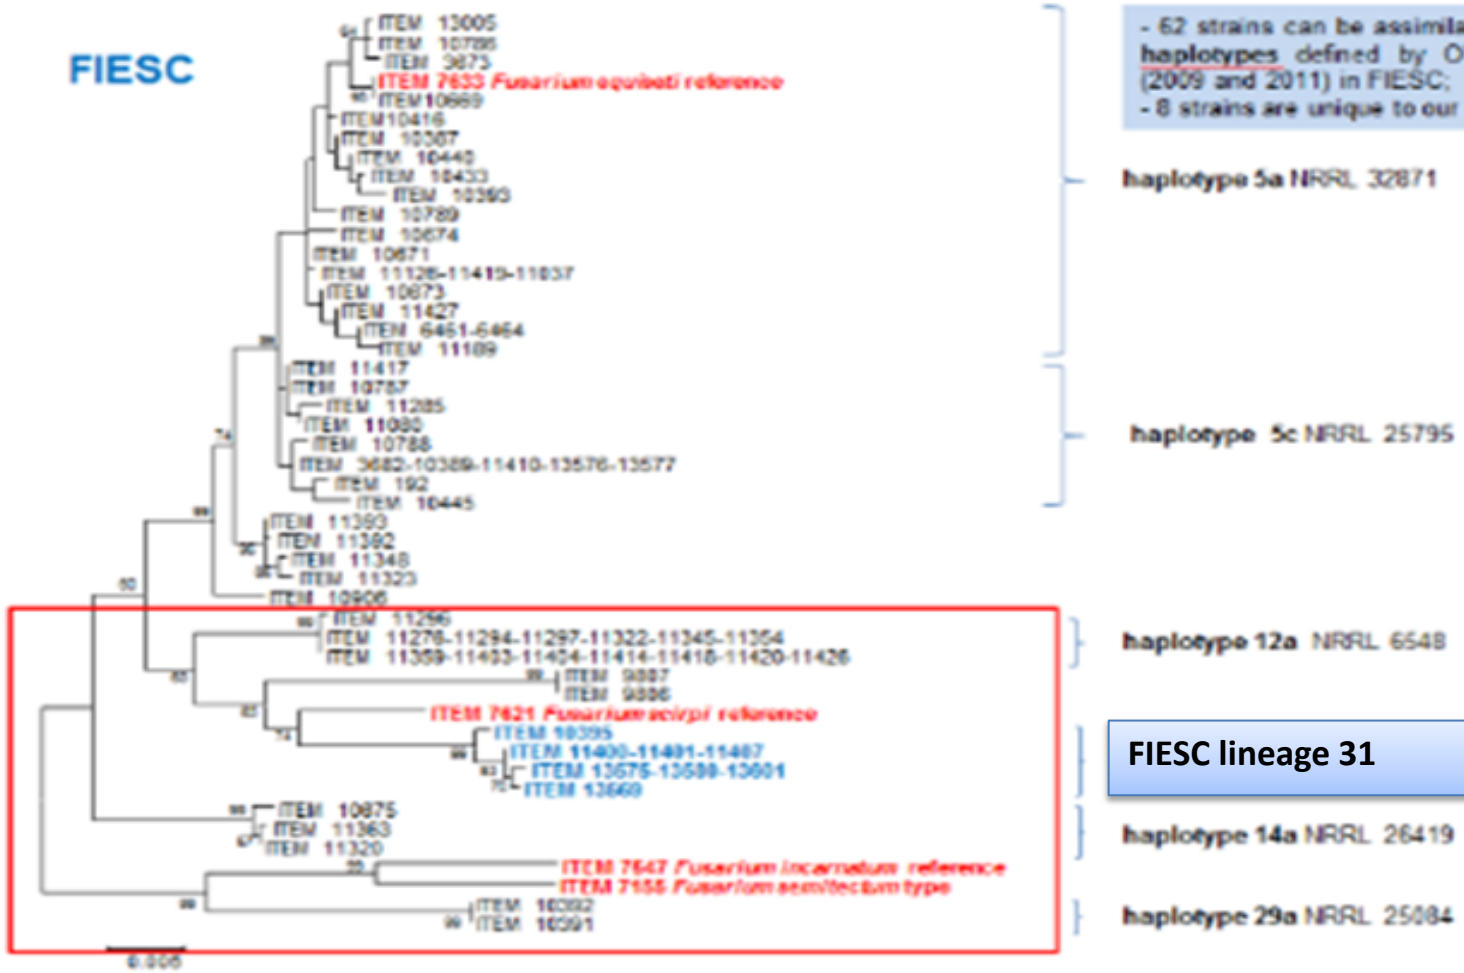 FIESC
- 62 strains can be assimila
haplotypes defined by O'
(2009 and 2011) in FIESC;
- 8 strains are unique to our
ITEM 13005
ITEM 10786
ITEM 3873
ITEM 7633 Fusarium equiseti reference
ITEM10669
ITEM10416
ITEM 10387
ITEM 10440
ITEM 10433
ITEM 10393
haplotype 5a NRRL 32871
ITEM 10789
ITEM 10674
ITEM 10671
ITEM 11126-11419-11037
ITEM 10673
ITEM 11427
ITEM 6461-6464
ITEM 11189
ITEM 11417
ITEM 10787
ITEM 11285
ITEM 11080
ITEM 10788
haplotype 5c NRRL 25795
ITEM 3682-10389-11410-13576-13577
ITEM 192
ITEM 10445
ITEM 11393
ITEM 11392
ITEM 11348
ITEM 11323
ITEM 10906
ITEM 11296
ITEM 11276-11294-11297-11322-11345-11354
ITEM 11359-11403-11404-11414-11418-11420-11426
haplotype 12a NRRL 6548
ITEM 9887
ITEM 9886
ITEM 7621 Fusarium scirpi reference
ITEM 10395
ITEM 11400-11401-11407
ITEM 13575-13580-13601
ITEM 13669
FIESC lineage 31
ITEM 10675
ITEM 11363
ITEM 11320
haplotype 14a NRRL 26419
ITEM 7547 Fusarium incarnatum reference
ITEM 7155 Fusarium semitectum type
ITEM 10392
ITEM 10391
haplotype 29a NRRL 25084
0.005